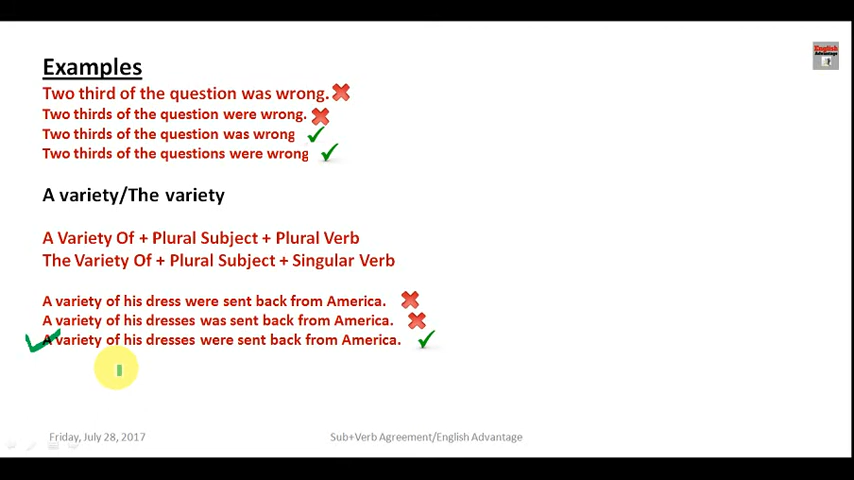 English
Advantage
Examples
Two third of the question was wrong.
Two thirds of the question were wrong.
Two thirds of the question was wrong
Two thirds of the questions were wrong
A variety/The variety
A Variety Of + Plural Subject + Plural Verb
The Variety Of + Plural Subject + Singular Verb
A variety of his dress were sent back from America.
A variety of his dresses was sent back from America.
A variety of his dresses were sent back from America.
Friday, July 28, 2017
Sub+Verb Agreement/English Advantage